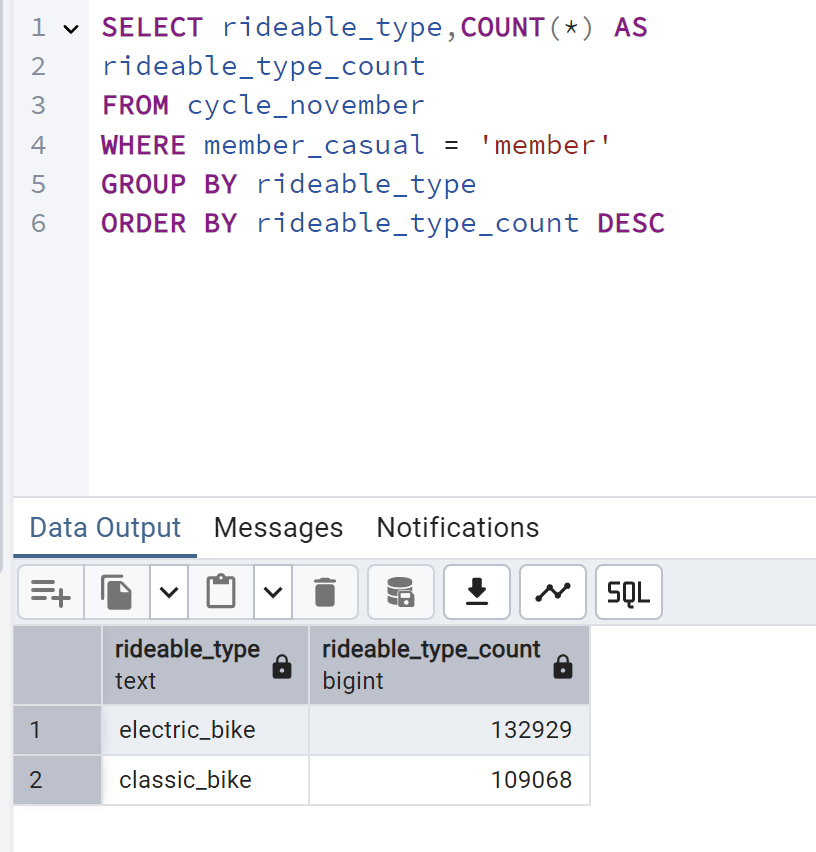 1 SELECT rideable_type,COUNT(*) AS
2 rideable_type_count
3 FROM cycle_november
4 WHERE member_casual = 'member'
5 GROUP BY rideable_type
6 ORDER BY rideable_type_count DESC
Data Output Messages Notifications
SQL
rideable_type rideable_type_count
text bigint
1 electric_bike 132929
2 classic_bike 109068